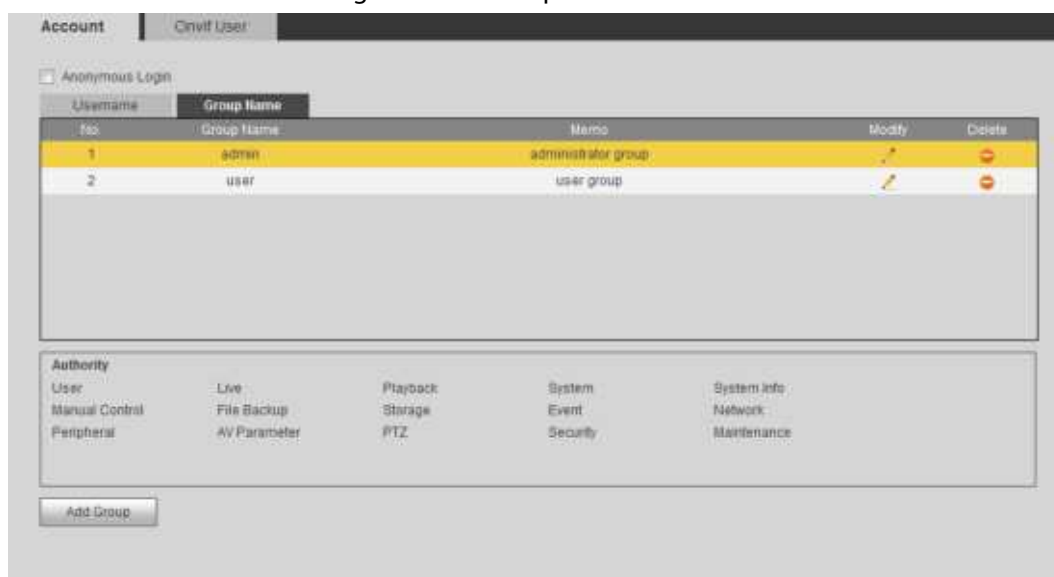 Account Onvif User
Anonymous Login
Username Group Name
No. Group Name Memo Modify Delete
1 admin administrator group
2 user user group
Authority
User Live Playback System System Info
Manual Control File Backup Storage Event Network
Peripheral AV Parameter PTZ Security Maintenance
Add Group